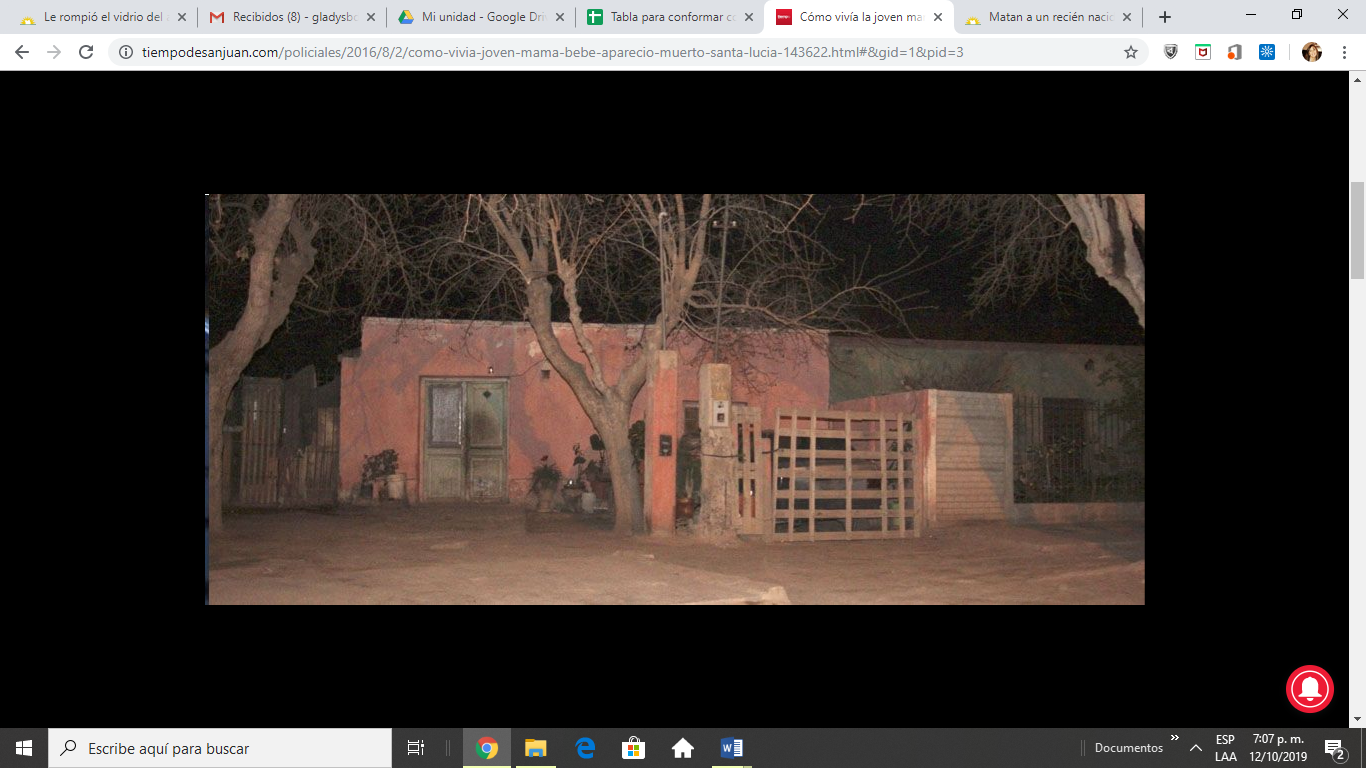 Le rompió el vidrio del
Recibidos (8) - gladysb
Mi unidad - Google Dri
Tabla para conformar c
Cómo vivía la joven ma
Matan a un recién naci
tiempodesanjuan.com/policiales/2016/8/2/como-vivia-joven-mama-bebe-aparecio-muerto-santa-lucia-143622.html#&gid=1&pid=3
Escribe aquí para buscar
Documentos
ESP
LAA
7:07 p. m.
12/10/2019
2